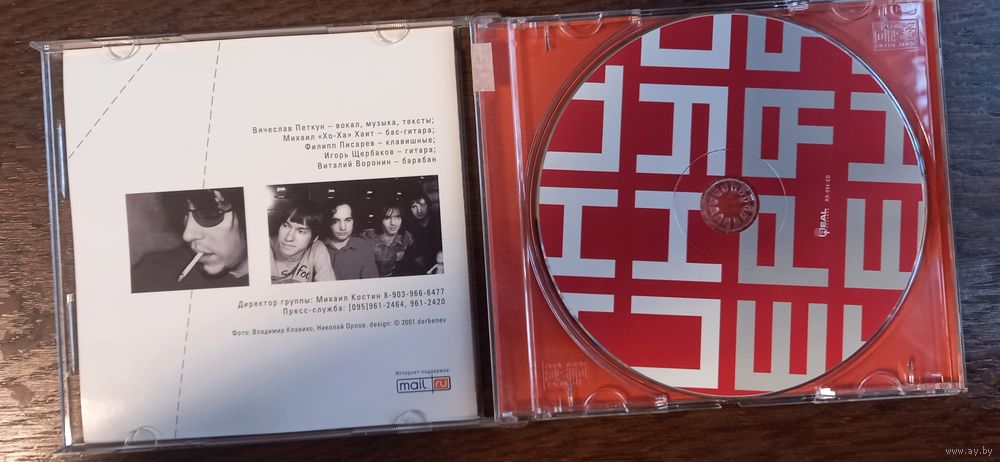 Вячеслав Петкун – вокал, музыка, тексты;
Михаил «Хо-Ха» Хаит – бас-гитара;
Филипп Писарев – клавишные;
Игорь Щербаков – гитара;
Виталий Воронин – барабан
Директор группы: Михаил Костин 8-903-966-6477
Пресс-служба: [095]961-2464, 961-2420
Фото: Владимир Клавихо, Николай Орлов. design: © 2001 derbenev
Интернет-поддержка:
mail.ru
REAL
www.ay.by